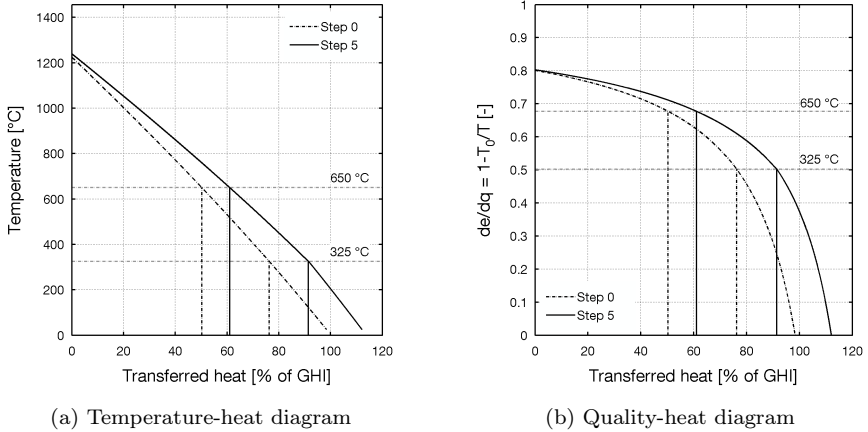 1400
1200
1000
800
600
400
200
0
0 20 40 60 80 100 120
Temperature [°C]
Transferred heat [% of GHI]
Step 0
Step 5
650 °C
325 °C
(a) Temperature-heat diagram
1
0.9
0.8
0.7
0.6
0.5
0.4
0.3
0.2
0.1
0
0 20 40 60 80 100 120
de/dq = 1-T0/T [-]
Transferred heat [% of GHI]
650 °C
325 °C
Step 0
Step 5
(b) Quality-heat diagram